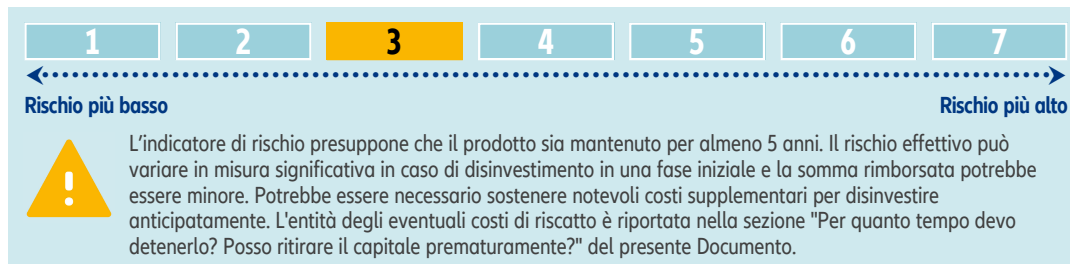 1 2 3 4 5 6 7
Rischio più basso Rischio più alto
L'indicatore di rischio presuppone che il prodotto sia mantenuto per almeno 5 anni. Il rischio effettivo può
variare in misura significativa in caso di disinvestimento in una fase iniziale e la somma rimborsata potrebbe
essere minore. Potrebbe essere necessario sostenere notevoli costi supplementari per disinvestire
anticipatamente. L'entità degli eventuali costi di riscatto è riportata nella sezione "Per quanto tempo devo
detenerlo? Posso ritirare il capitale prematuramente?" del presente Documento.